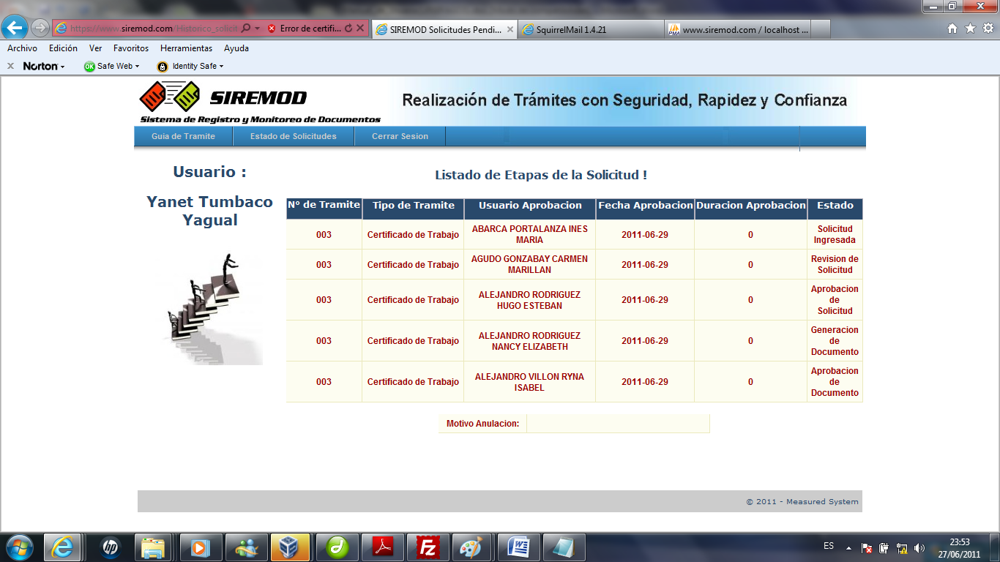 https://www.siremod.com/Historico_solicit
Error de certifi...
SIREMOD Solicitudes Pendi...
SquirrelMail 1.4.21
PMA
www.siremod.com / localhost ...
Archivo Edición Ver Favoritos Herramientas Ayuda
x Norton OK Safe Web Identity Safe
SIREMOD
Sistema de Registro y Monitoreo de Documentos
Realización de Trámites con Seguridad, Rapidez y Confianza
Guia de Tramite Estado de Solicitudes Cerrar Sesion
Usuario :
Yanet Tumbaco
Yagual
Listado de Etapas de la Solicitud !
N° de Tramite Tipo de Tramite Usuario Aprobacion Fecha Aprobacion Duracion Aprobacion Estado
003 Certificado de Trabajo ABARCA PORTALANZA INES MARIA 2011-06-29 0 Solicitud Ingresada
003 Certificado de Trabajo AGUDO GONZABAY CARMEN MARILLAN 2011-06-29 0 Revision de Solicitud
003 Certificado de Trabajo ALEJANDRO RODRIGUEZ HUGO ESTEBAN 2011-06-29 0 Aprobacion de Solicitud
003 Certificado de Trabajo ALEJANDRO RODRIGUEZ NANCY ELIZABETH 2011-06-29 0 Generacion de Documento
003 Certificado de Trabajo ALEJANDRO VILLON RYNA ISABEL 2011-06-29 0 Aprobacion de Documento
Motivo Anulacion:
© 2011 - Measured System
hp
Fz
W
ES
23:53
27/06/2011